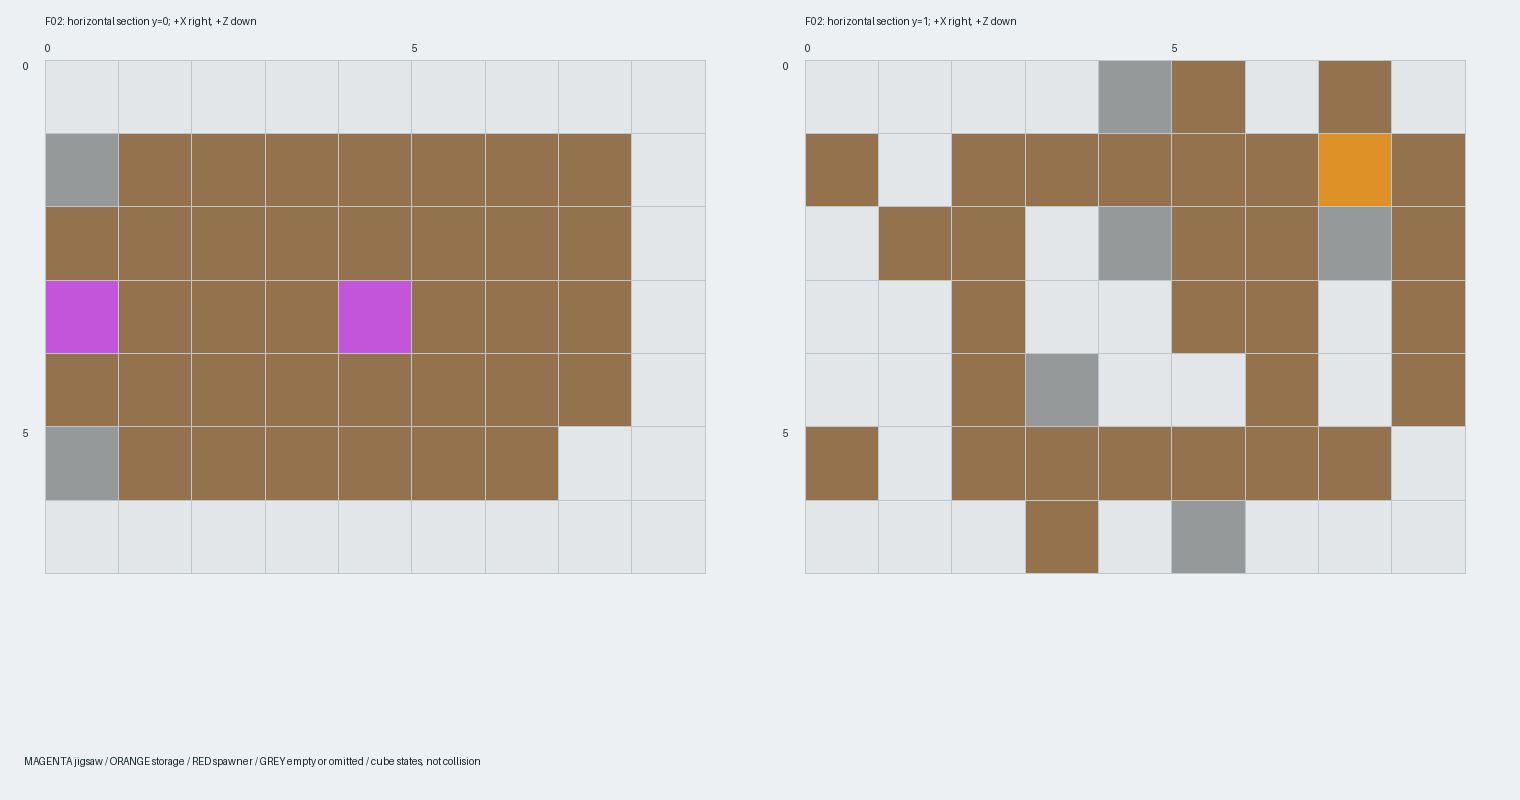 F02: horizontal section y=0; +X right, +Z down
F02: horizontal section y=1; +X right, +Z down
0 5
0 5
0
0
5
5
MAGENTA jigsaw / ORANGE storage / RED spawner / GREY empty or omitted / cube states, not collision